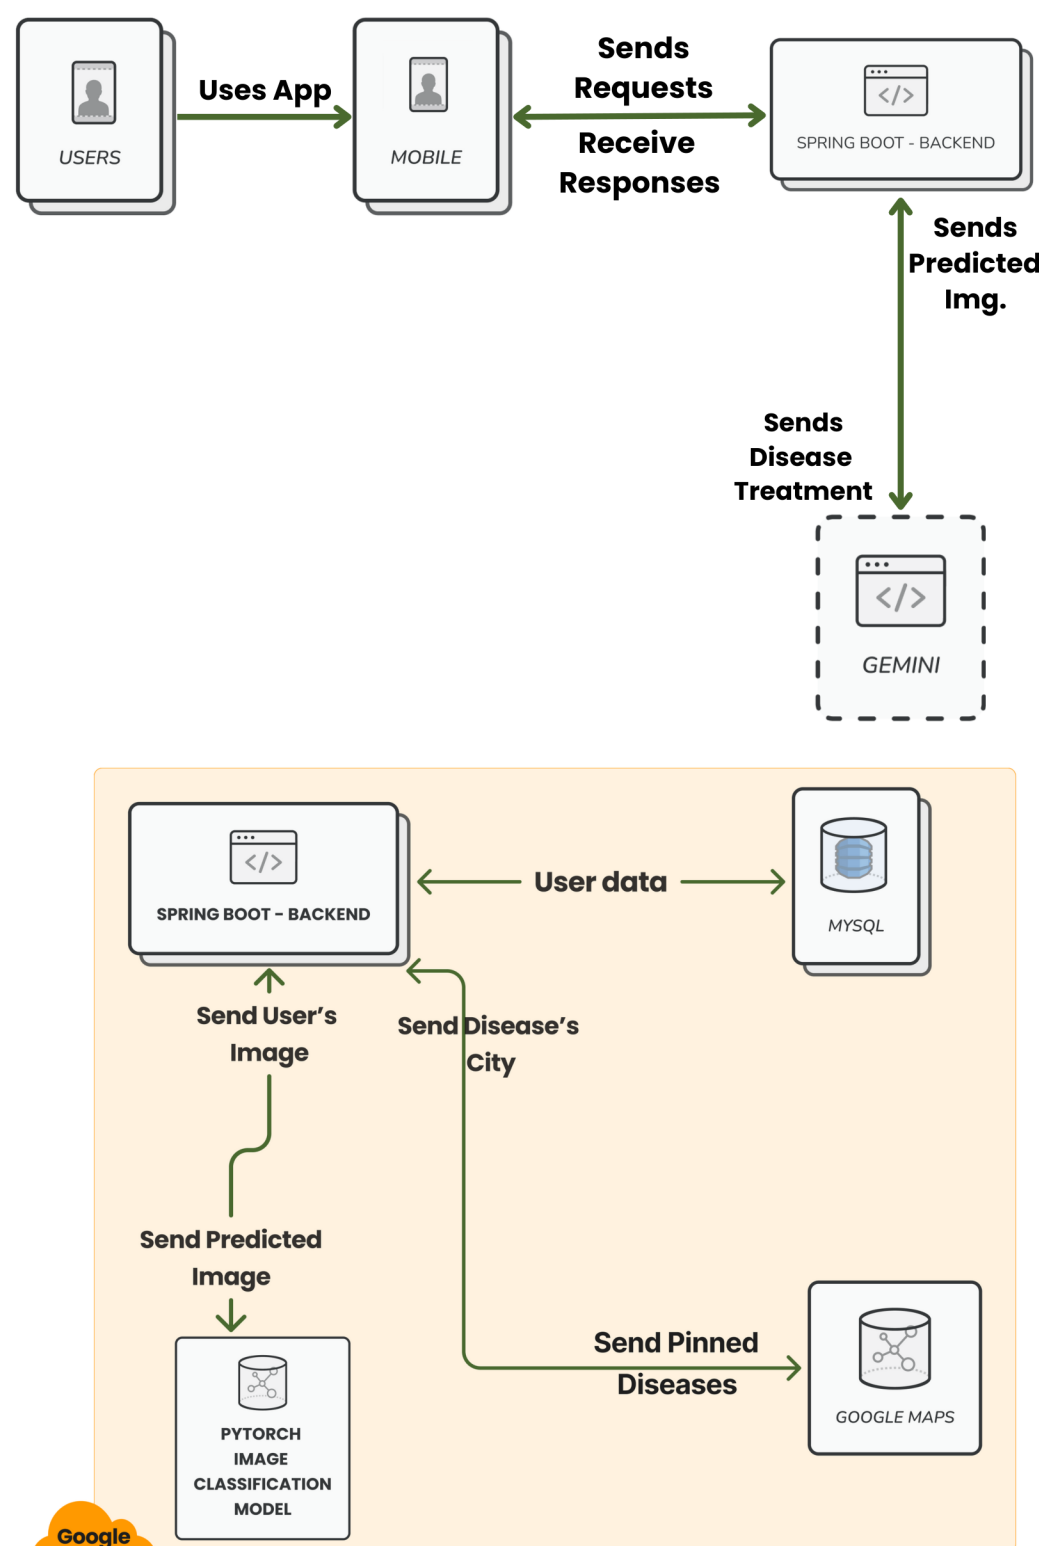 Uses App
USERS
MOBILE
Sends
Requests
Receive
Responses
</>
SPRING BOOT - BACKEND
Sends
Predicted
Img.
Sends
Disease
Treatment
</>
GEMINI
</>
SPRING BOOT - BACKEND
User data
MYSQL
Send User's
Image
Send Disease's
City
Send Predicted
Image
Send Pinned
Diseases
GOOGLE MAPS
PYTORCH
IMAGE
CLASSIFICATION
MODEL
Google